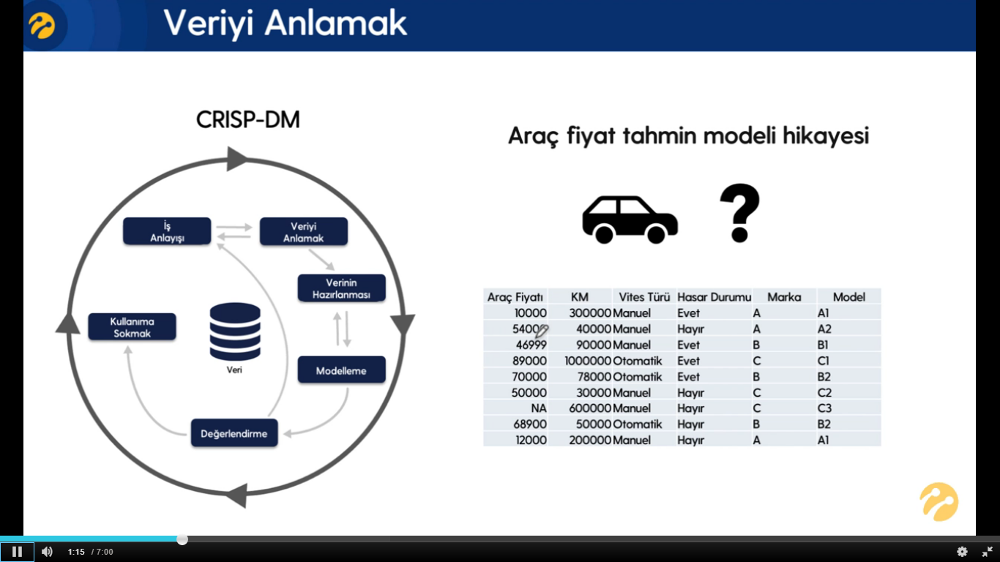 Veriyi Anlamak
CRISP-DM
İş
Anlayışı
Veriyi
Anlamak
Verinin
Hazırlanması
Kullanıma
Sokmak
Veri
Modelleme
Değerlendirme
Araç fiyat tahmin modeli hikayesi
?
Araç Fiyatı KM Vites Türü Hasar Durumu Marka Model
10000 300000 Manuel Evet A A1
54000 40000 Manuel Hayır A A2
46999 90000 Manuel Evet B B1
89000 1000000 Otomatik Evet C C1
70000 78000 Otomatik Evet B B2
50000 30000 Manuel Hayır C C2
NA 600000 Manuel Hayır C C3
68900 50000 Otomatik Hayır B B2
12000 200000 Manuel Hayır A A1
1:15 / 7:00